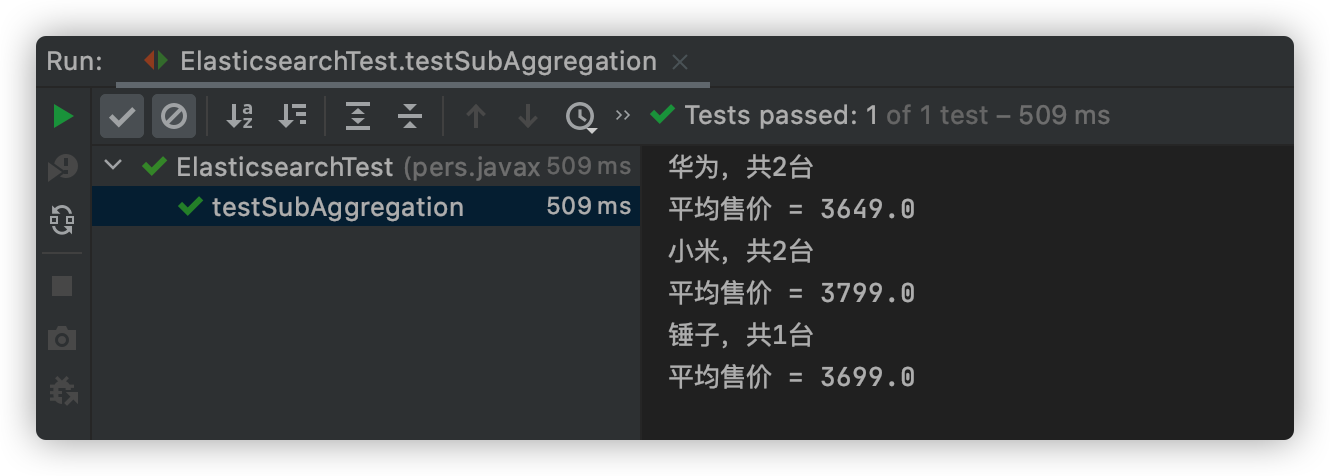 Run: ElasticsearchTest.testSubAggregation
Tests passed: 1 of 1 test – 509 ms
ElasticsearchTest (pers.javax 509 ms
testSubAggregation 509 ms
华为，共2台
平均售价 = 3649.0
小米，共2台
平均售价 = 3799.0
锤子，共1台
平均售价 = 3699.0